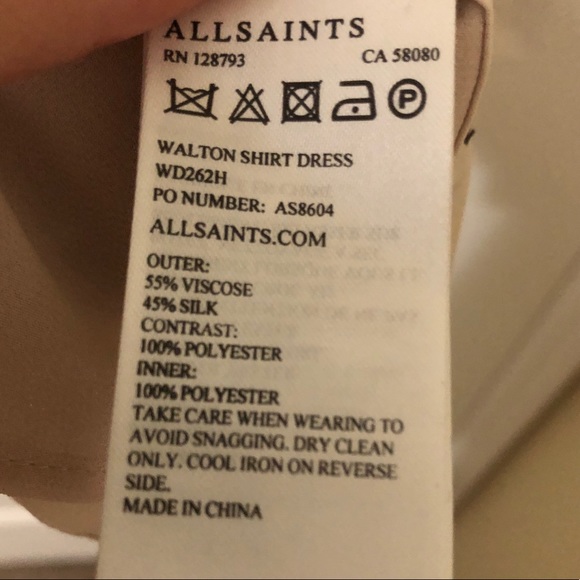 ALLSAINTS
RN 128793 CA 58080
P
WALTON SHIRT DRESS
WD262H
PO NUMBER: AS8604
ALLSAINTS.COM
OUTER:
55% VISCOSE
45% SILK
CONTRAST:
100% POLYESTER
INNER:
100% POLYESTER
TAKE CARE WHEN WEARING TO
AVOID SNAGGING. DRY CLEAN
ONLY. COOL IRON ON REVERSE
SIDE.
MADE IN CHINA